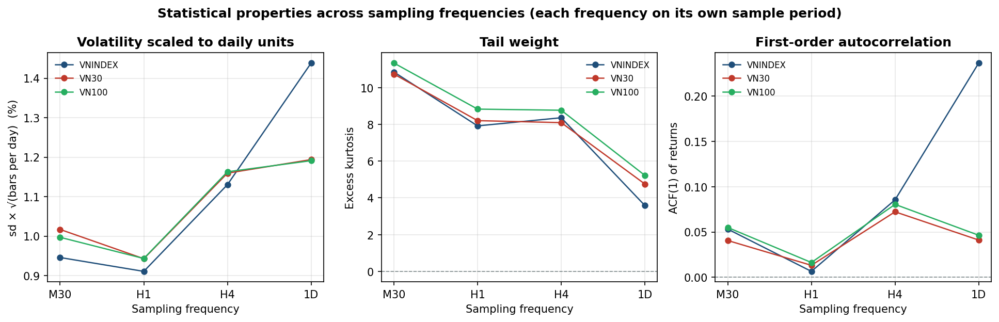 Statistical properties across sampling frequencies (each frequency on its own sample period)
Volatility scaled to daily units
sd × √(bars per day)  (%)
1.4
1.3
1.2
1.1
1.0
0.9
VNINDEX
VN30
VN100
M30
H1
H4
1D
Sampling frequency
Tail weight
Excess kurtosis
10
8
6
4
2
0
VNINDEX
VN30
VN100
M30
H1
H4
1D
Sampling frequency
First-order autocorrelation
ACF(1) of returns
0.20
0.15
0.10
0.05
0.00
VNINDEX
VN30
VN100
M30
H1
H4
1D
Sampling frequency